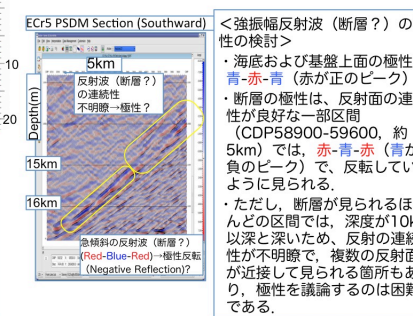 ECr5 PSDM Section (Southward)
5km
反射波（断層？）
の連続性
不明瞭→極性？
10
20
Depth(m)
15km
16km
急傾斜の反射波（断層？）
(Red-Blue-Red)→極性反転
（Negative Reflection)?
＜強振幅反射波（断層？）の
性の検討＞
・海底および基盤上面の極性
青-赤-青（赤が正のピーク）
・断層の極性は，反射面の連
性が良好な一部区間
（CDP58900-59600，約
5km）では，赤-青-赤（青が
負のピーク）で，反転してい
ように見られる．
・ただし，断層が見られるほ
んどの区間では，深度が10k
以深と深いため，反射の連続
性が不明瞭で，複数の反射面
が近接して見られる箇所もあ
り，極性を議論するのは困難
である．